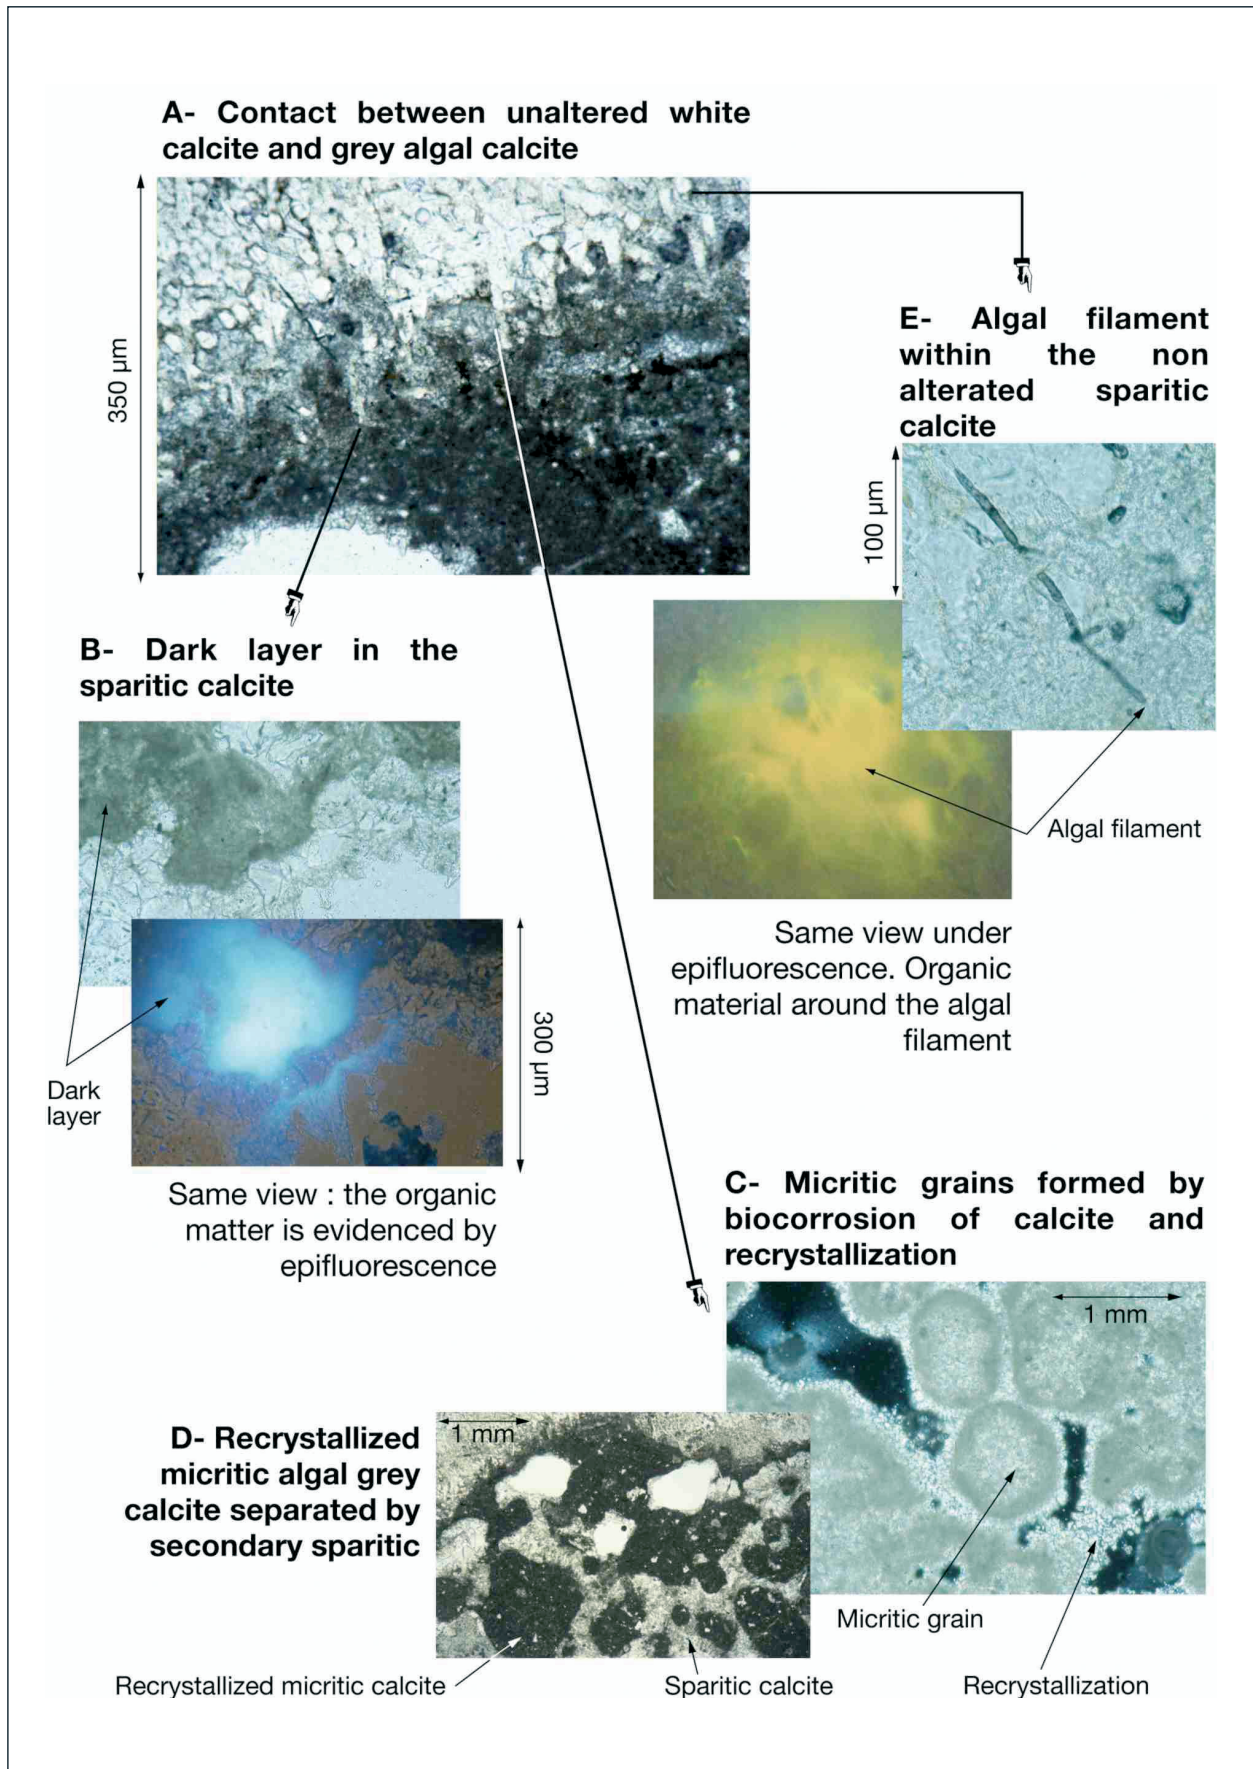 A- Contact between unaltered white
calcite and grey algal calcite
350 µm
E- Algal filament
within the non
alterated sparitic
calcite
100 µm
Algal filament
Same view under
epifluorescence. Organic
material around the algal
filament
B- Dark layer in the
sparitic calcite
300 µm
Dark
layer
Same view : the organic
matter is evidenced by
epifluorescence
C- Micritic grains formed by
biocorrosion of calcite and
recrystallization
1 mm
Micritic grain
Recrystallization
D- Recrystallized
micritic algal grey
calcite separated by
secondary sparitic
1 mm
Recrystallized micritic calcite
Sparitic calcite